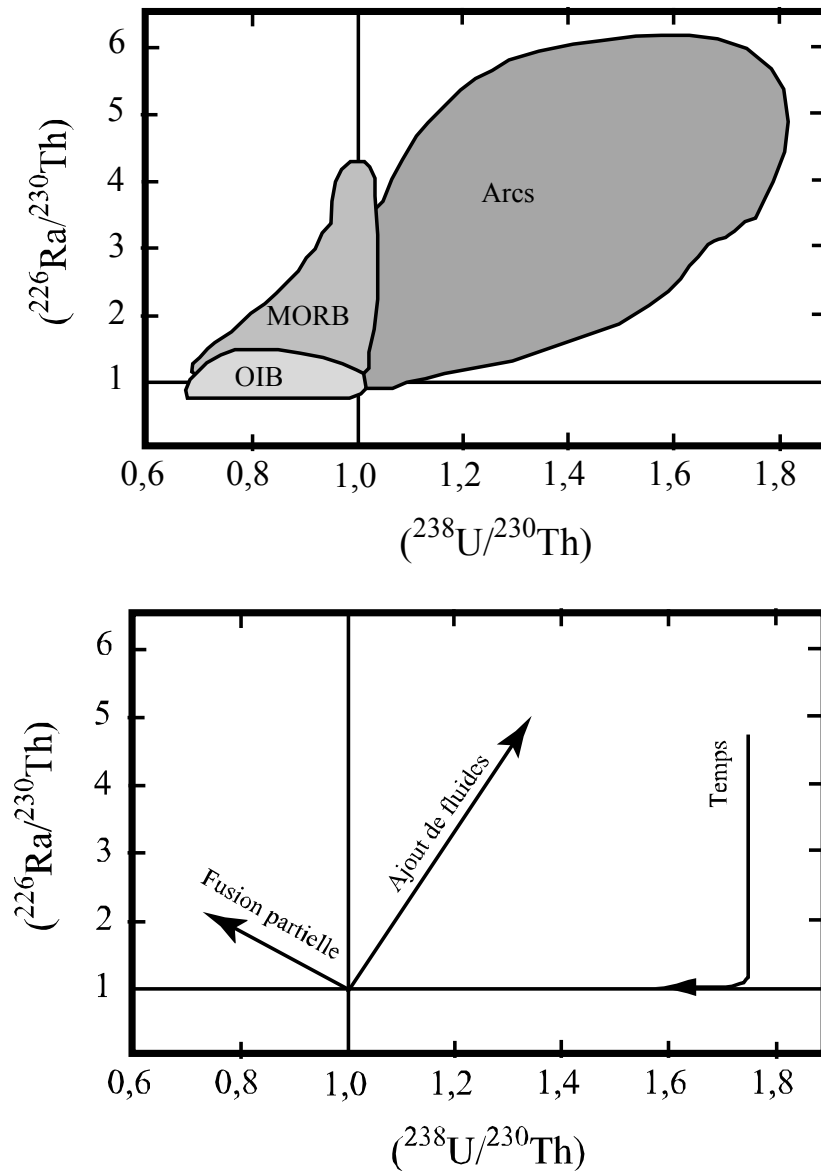 6
5
4
3
2
1
(²²⁶Ra/²³⁰Th)
Arcs
MORB
OIB
0,6 0,8 1,0 1,2 1,4 1,6 1,8
(²³⁸U/²³⁰Th)
6
5
4
3
2
1
(²²⁶Ra/²³⁰Th)
Fusion partielle
Ajout de fluides
Temps
0,6 0,8 1,0 1,2 1,4 1,6 1,8
(²³⁸U/²³⁰Th)